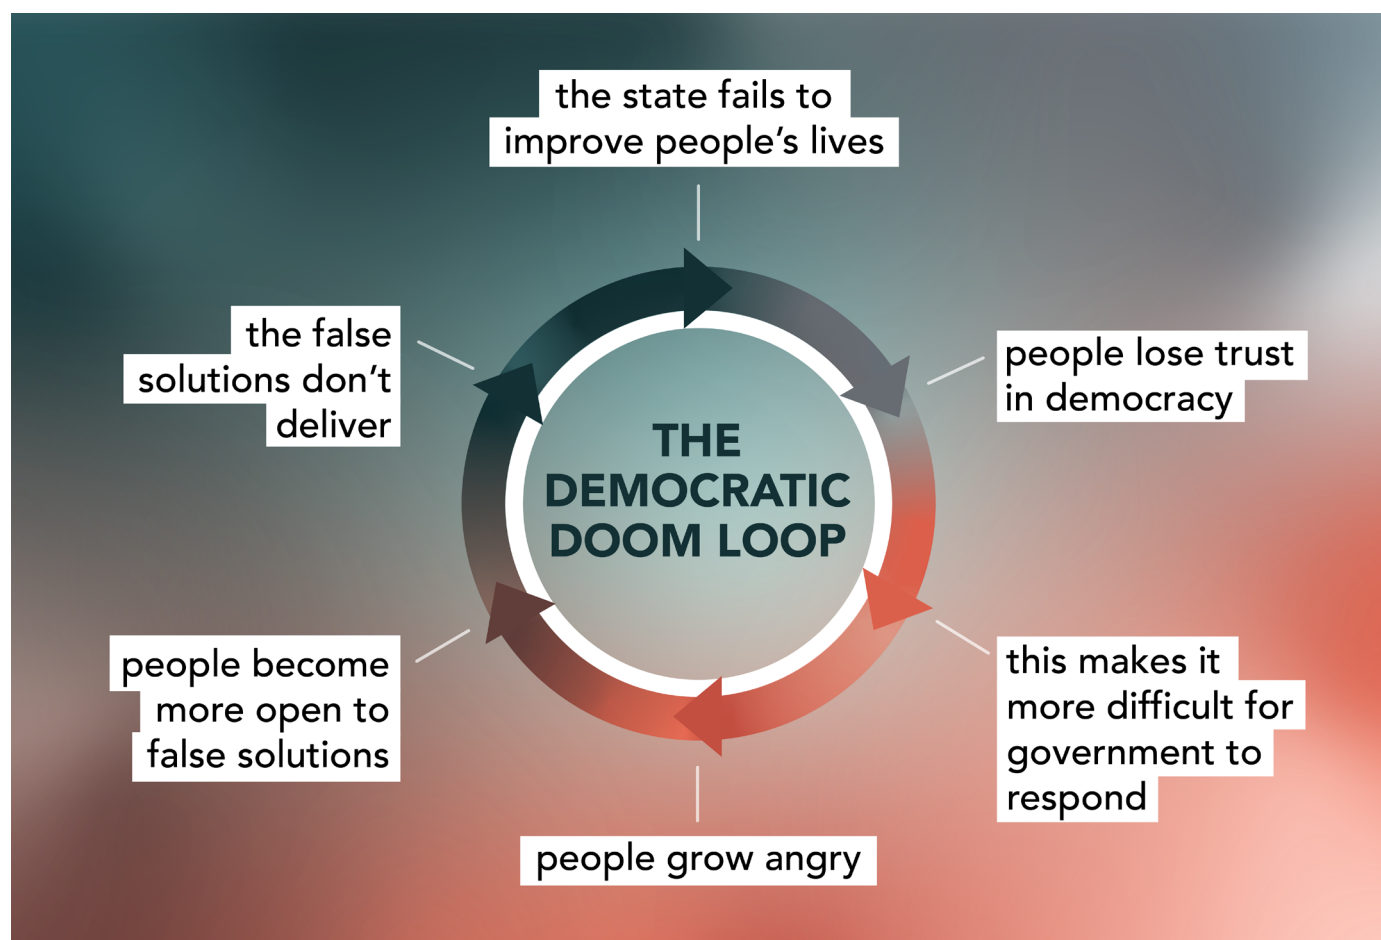 the state fails to
improve people’s lives
people lose trust
in democracy
this makes it
more difficult for
government to
respond
people grow angry
people become
more open to
false solutions
the false
solutions don’t
deliver
THE
DEMOCRATIC
DOOM LOOP